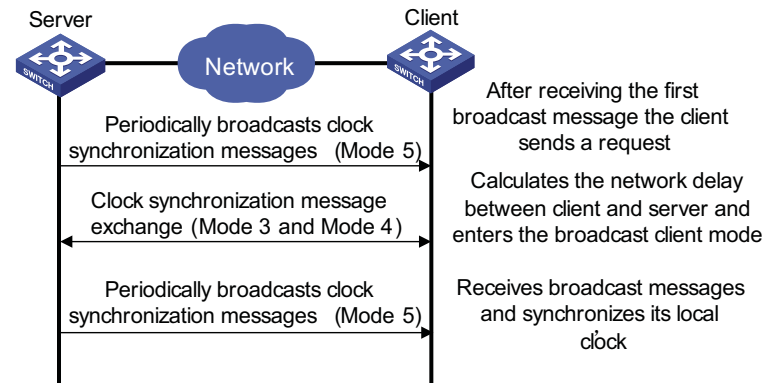 Server
Client
Network
SWITCH
SWITCH
After receiving the first
broadcast message the client
sends a request
Periodically broadcasts clock
synchronization messages (Mode 5)
Calculates the network delay
between client and server and
enters the broadcast client mode
Clock synchronization message
exchange (Mode 3 and Mode 4)
Periodically broadcasts clock
synchronization messages (Mode 5)
Receives broadcast messages
and synchronizes its local
clock